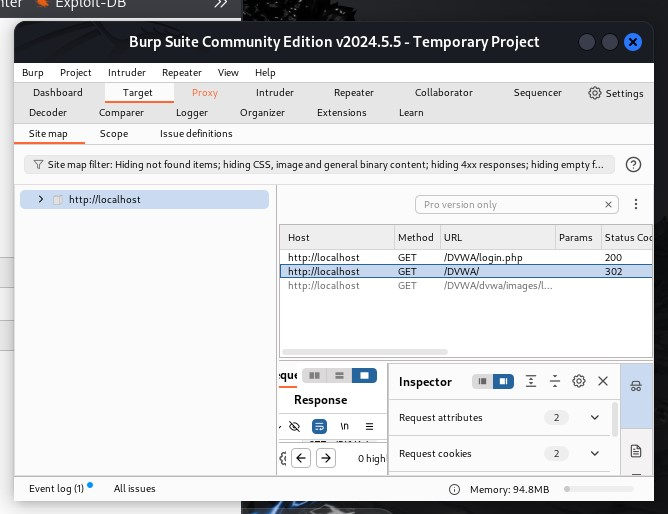 Exploit-DB
Burp Suite Community Edition v2024.5.5 - Temporary Project
Burp Project Intruder Repeater View Help
Dashboard Target Proxy Intruder Repeater Collaborator Sequencer Settings
Decoder Comparer Logger Organizer Extensions Learn
Site map Scope Issue definitions
Site map filter: Hiding not found items; hiding CSS, image and general binary content; hiding 4xx responses; hiding empty f...
http://localhost
Pro version only
Host Method URL Params Status
http://localhost GET /DVWA/login.php 200
http://localhost GET /DVWA/ 302
http://localhost GET /DVWA/dvwa/images/l...
Inspector
Response
Request attributes 2
\n
Request cookies 2
0 highl
Event log (1) All issues Memory: 94.8MB